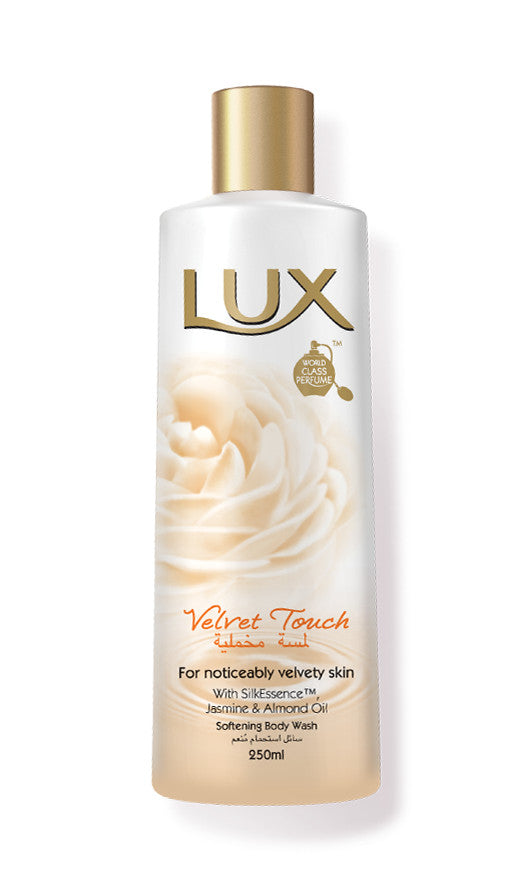 LUX
TM
WORLD
CLASS
PERFUME
Velvet Touch
لمسة مخملية
For noticeably velvety skin
With SilkEssence™,
Jasmine & Almond Oil
Softening Body Wash
سائل استحمام منعم
250ml